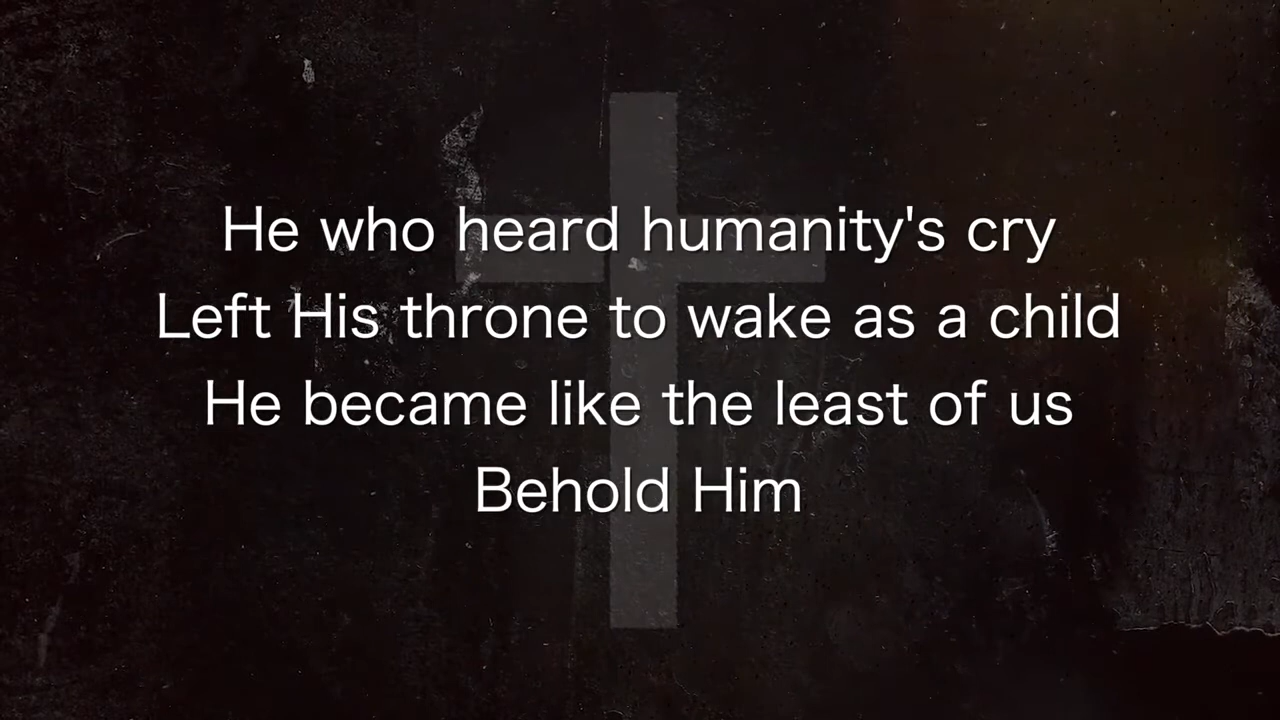 He who heard humanity's cry
Left His throne to wake as a child
He became like the least of us
Behold Him